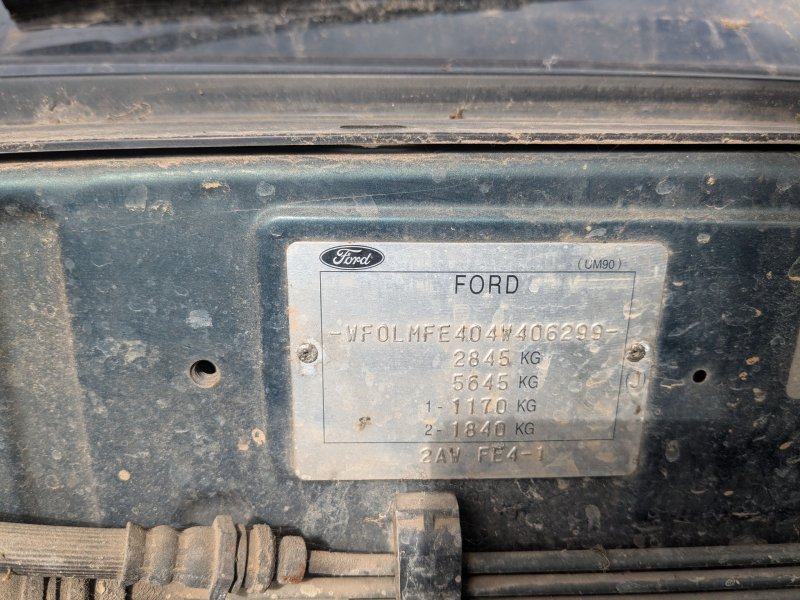 Ford
(UM90)
FORD
-WF0LMFE404W406299-
2845 KG
5645 KG
(J)
1- 1170 KG
2- 1840 KG
2AW FE4-1